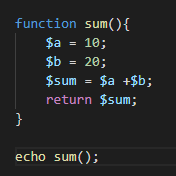 function sum(){
    $a = 10;
    $b = 20;
    $sum = $a +$b;
    return $sum;
}

echo sum();